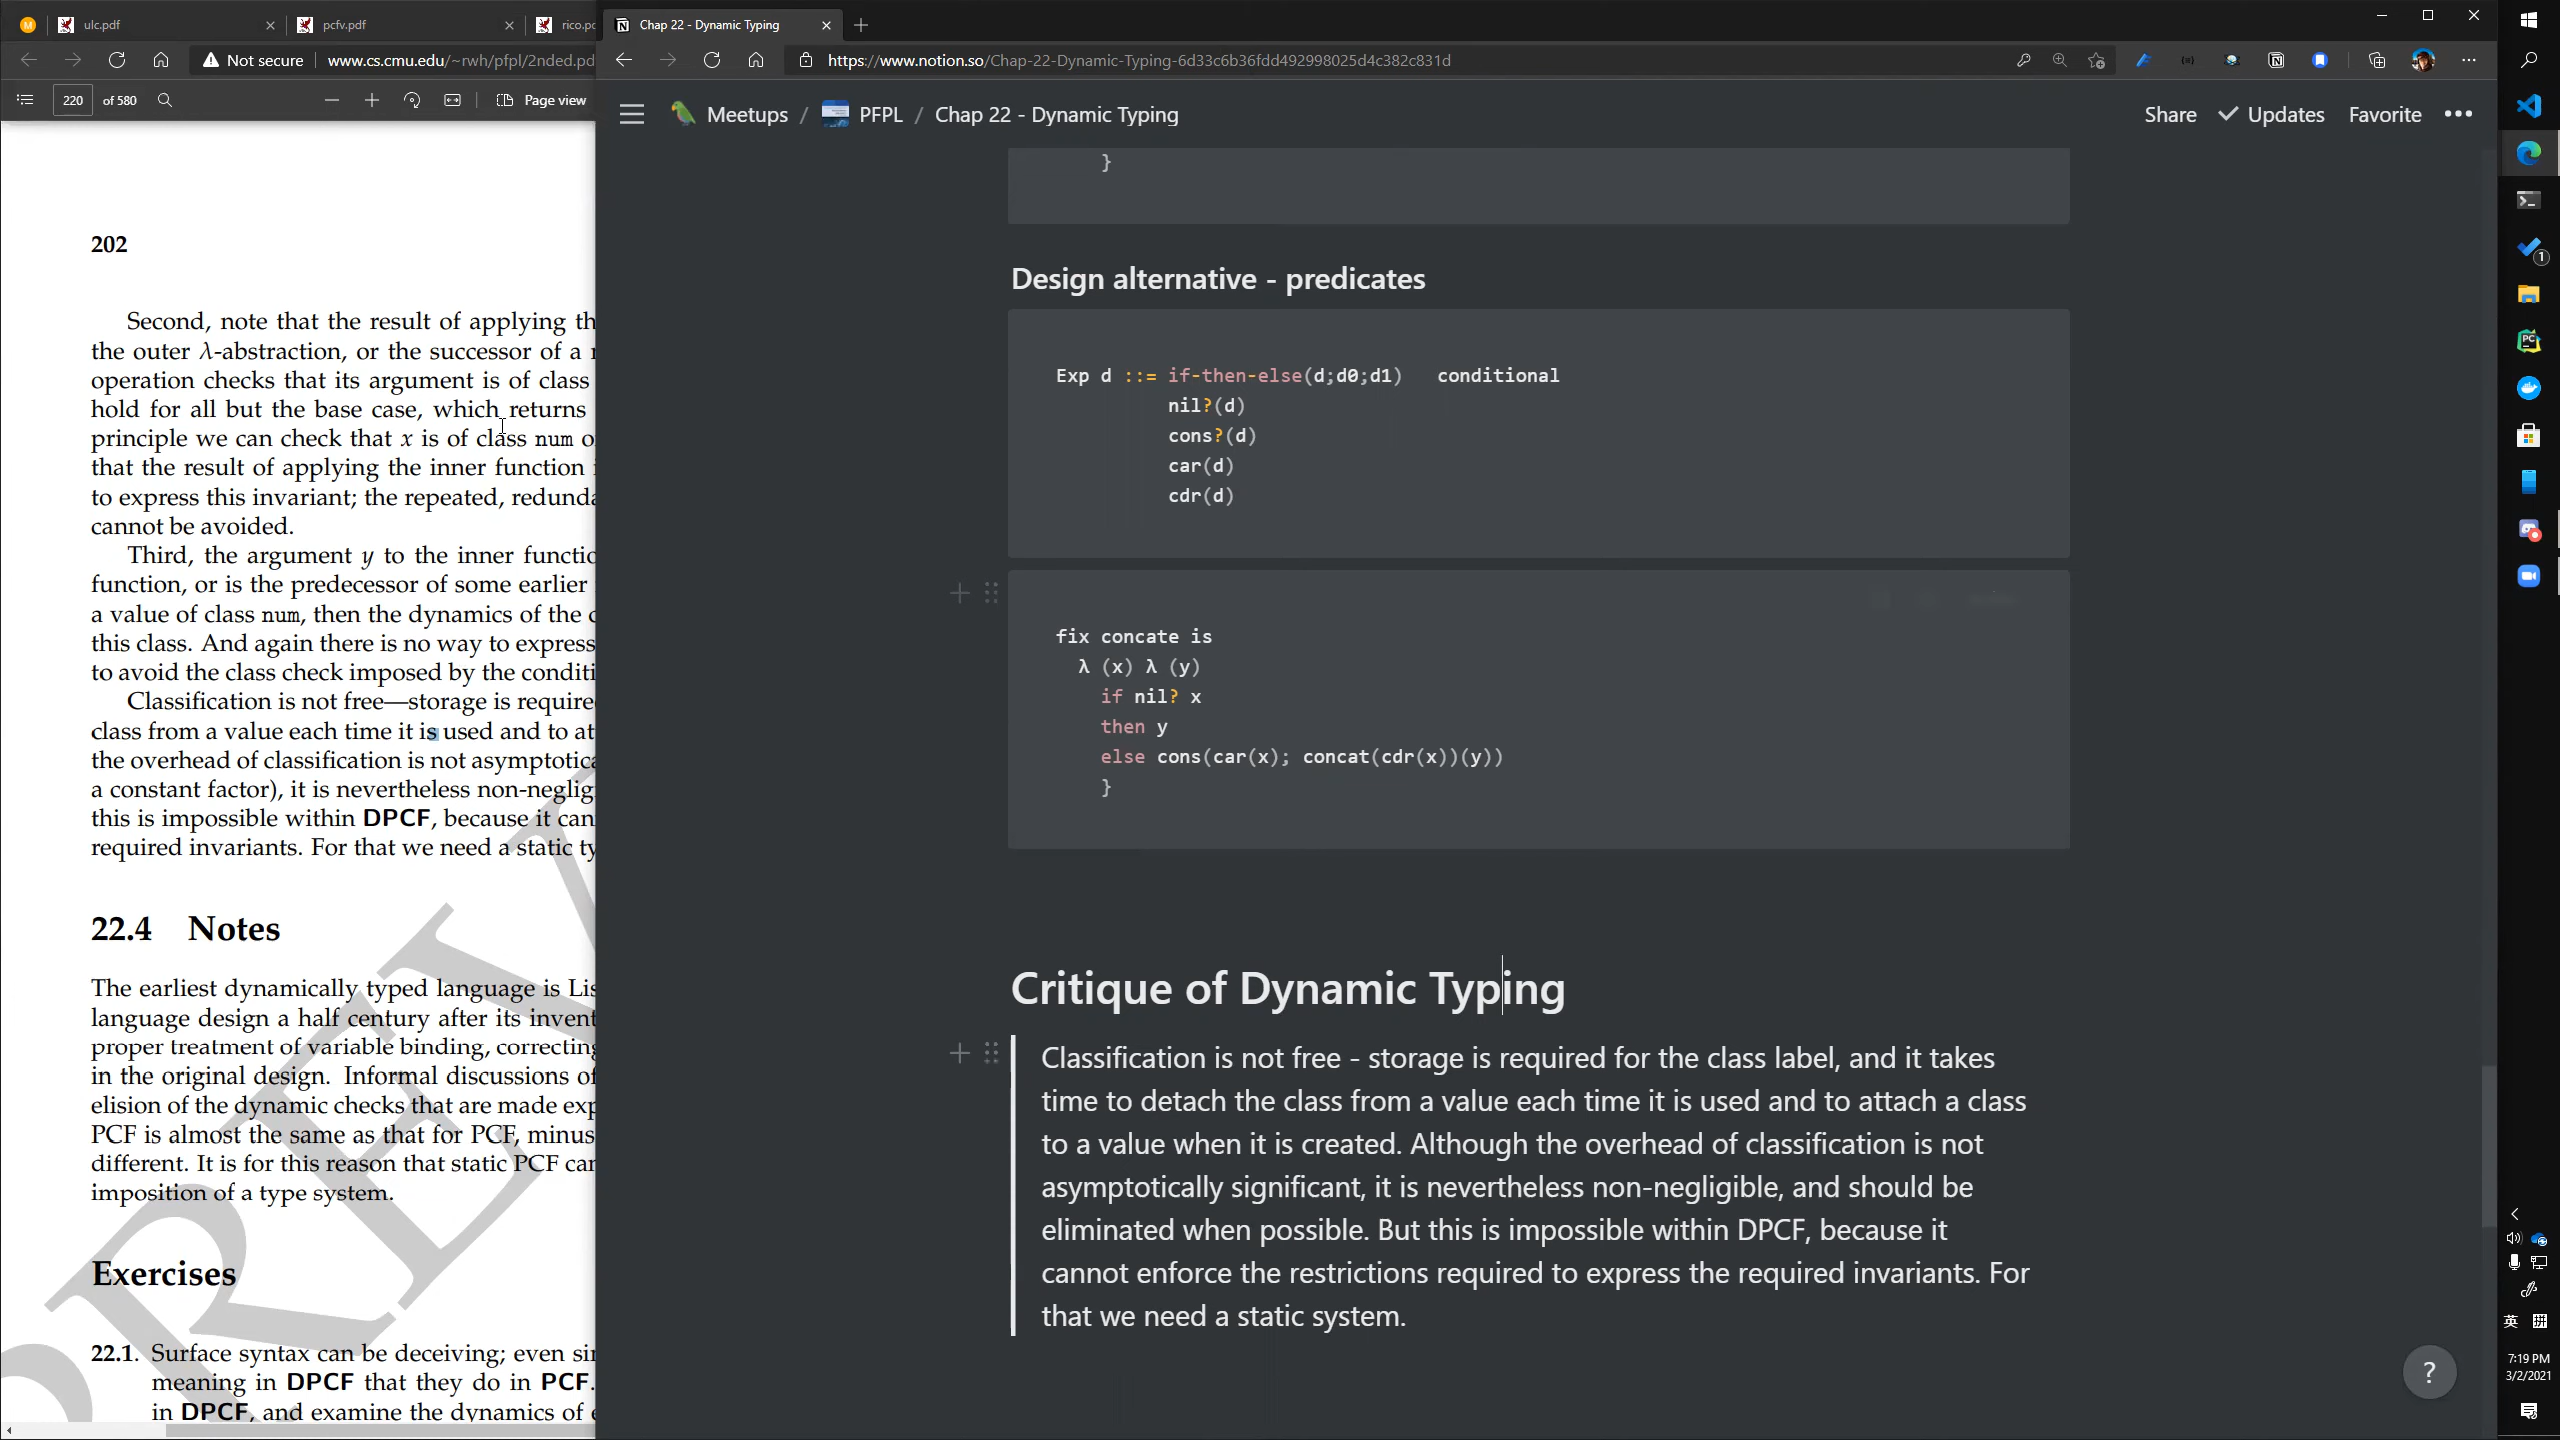 ulc.pdf
pcfv.pdf
rico.pd
Not secure
www.cs.cmu.edu/~rwh/pfpl/2nded.pd
220 of 580
Page view
202
Second, note that the result of applying th
the outer λ-abstraction, or the successor of a
operation checks that its argument is of class
hold for all but the base case, which returns
principle we can check that x is of class num o
that the result of applying the inner function
to express this invariant; the repeated, redunda
cannot be avoided.
Third, the argument y to the inner functio
function, or is the predecessor of some earlier
a value of class num, then the dynamics of the
this class. And again there is no way to express
to avoid the class check imposed by the conditi
Classification is not free—storage is require
class from a value each time it is used and to at
the overhead of classification is not asymptotica
a constant factor), it is nevertheless non-neglig
this is impossible within DPCF, because it can
required invariants. For that we need a static ty
22.4 Notes
The earliest dynamically typed language is Lis
language design a half century after its invent
proper treatment of variable binding, correcting
in the original design. Informal discussions of
elision of the dynamic checks that are made exp
PCF is almost the same as that for PCF, minus
different. It is for this reason that static PCF can
imposition of a type system.
Exercises
22.1. Surface syntax can be deceiving; even sim
meaning in DPCF that they do in PCF.
in DPCF, and examine the dynamics of e
PREV
Chap 22 - Dynamic Typing
https://www.notion.so/Chap-22-Dynamic-Typing-6d33c6b36fdd492998025d4c382c831d
Meetups / PFPL / Chap 22 - Dynamic Typing
Share Updates Favorite
}
Design alternative - predicates
Exp d ::= if-then-else(d;d0;d1) conditional
nil?(d)
cons?(d)
car(d)
cdr(d)
fix concate is
λ (x) λ (y)
if nil? x
then y
else cons(car(x); concat(cdr(x))(y))
}
Critique of Dynamic Typing
Classification is not free - storage is required for the class label, and it takes
time to detach the class from a value each time it is used and to attach a class
to a value when it is created. Although the overhead of classification is not
asymptotically significant, it is nevertheless non-negligible, and should be
eliminated when possible. But this is impossible within DPCF, because it
cannot enforce the restrictions required to express the required invariants. For
that we need a static system.
?
英 拼
7:19 PM
3/2/2021